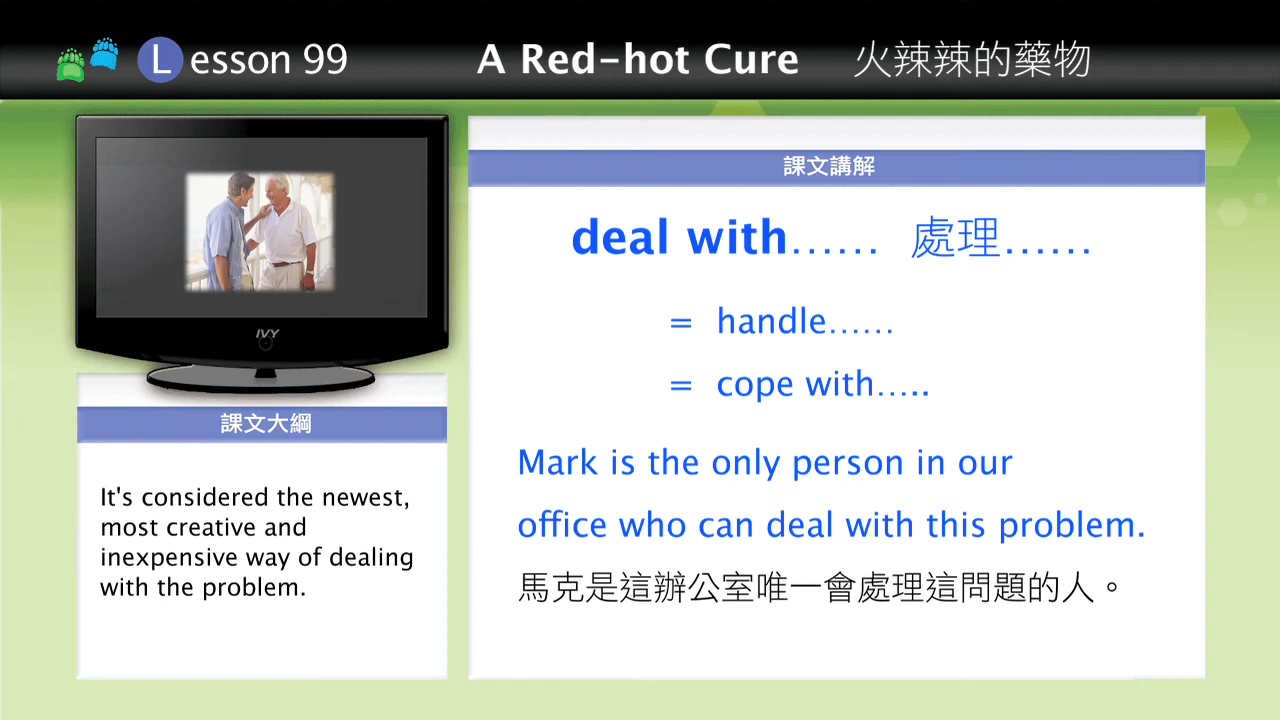 Lesson 99
A Red-hot Cure 火辣辣的藥物
IVY
課文大綱
It's considered the newest,
most creative and
inexpensive way of dealing
with the problem.
課文講解
deal with…… 處理……
= handle……
= cope with…..
Mark is the only person in our
office who can deal with this problem.
馬克是這辦公室唯一會處理這問題的人。